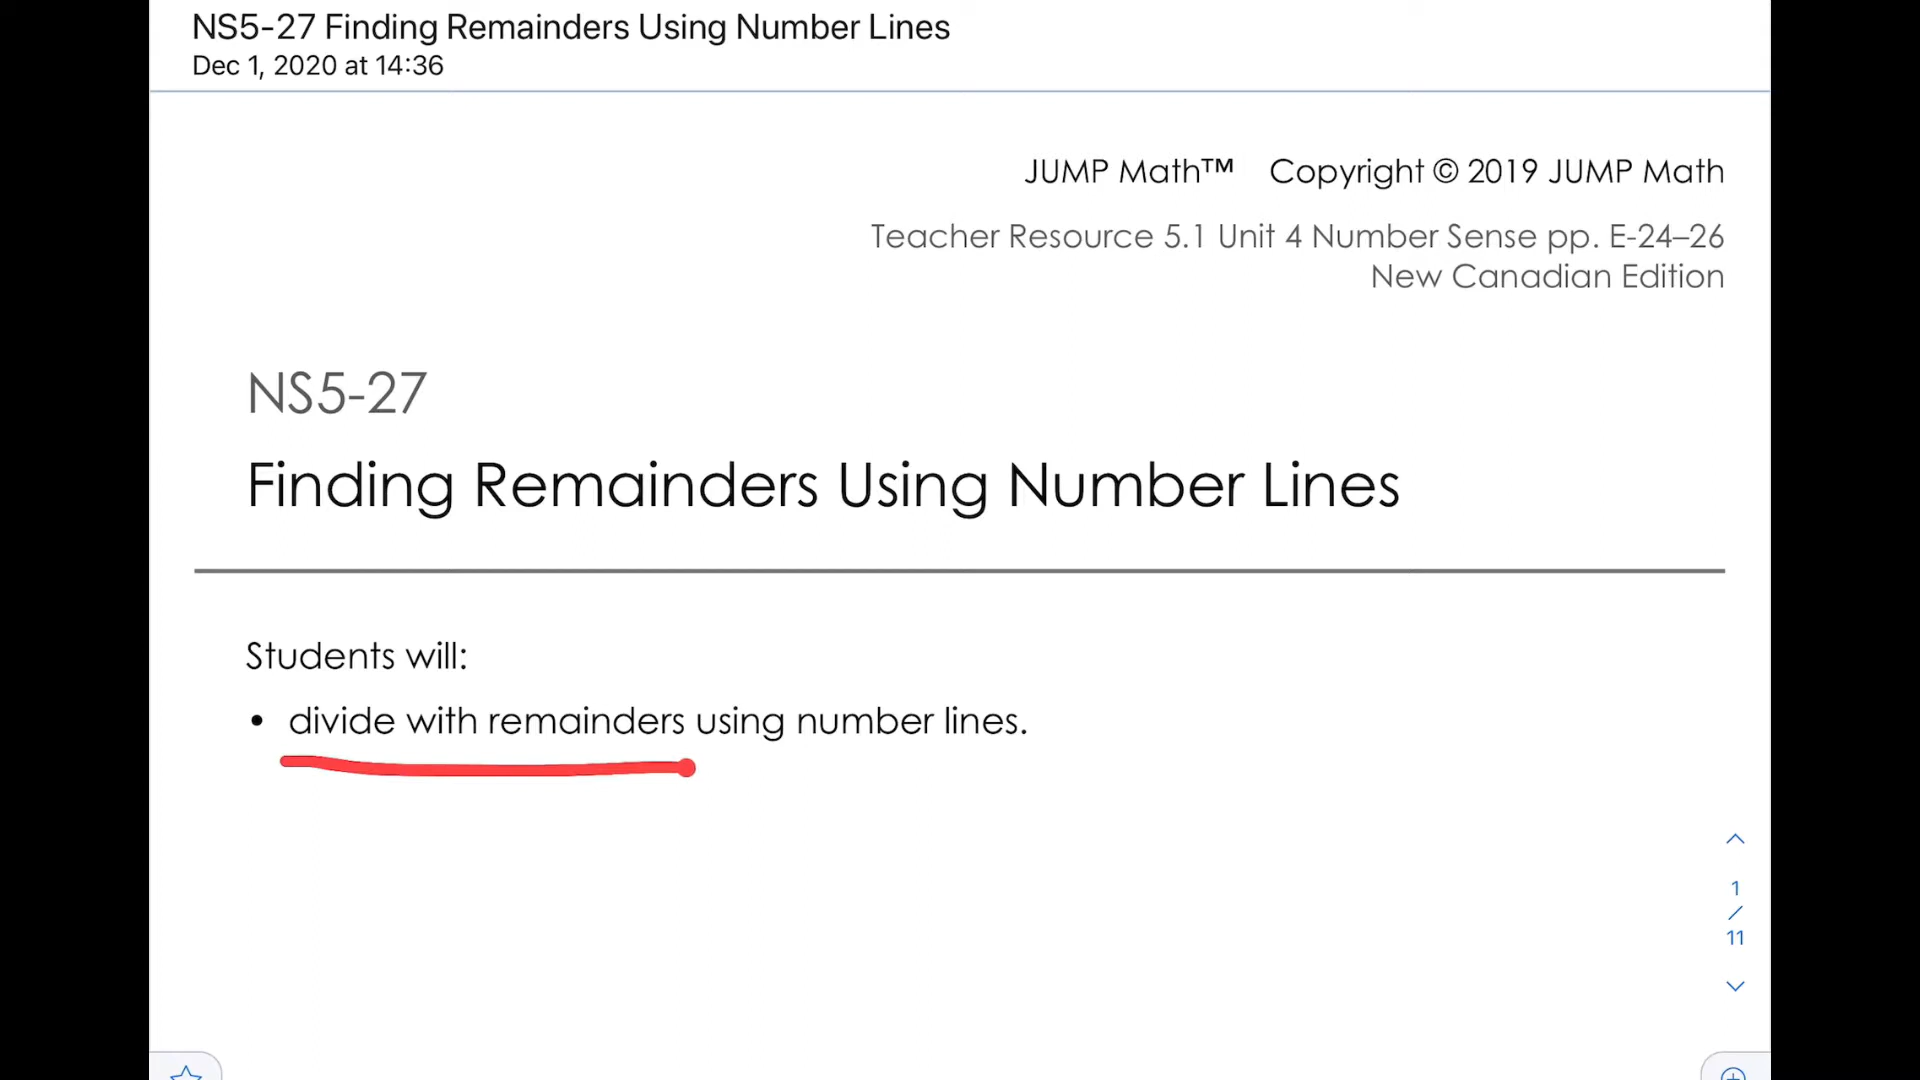 NS5-27 Finding Remainders Using Number Lines
Dec 1, 2020 at 14:36
JUMP Math™ Copyright © 2019 JUMP Math
Teacher Resource 5.1 Unit 4 Number Sense pp. E-24–26
New Canadian Edition
NS5-27
Finding Remainders Using Number Lines
Students will:
• divide with remainders using number lines.
1
/
11